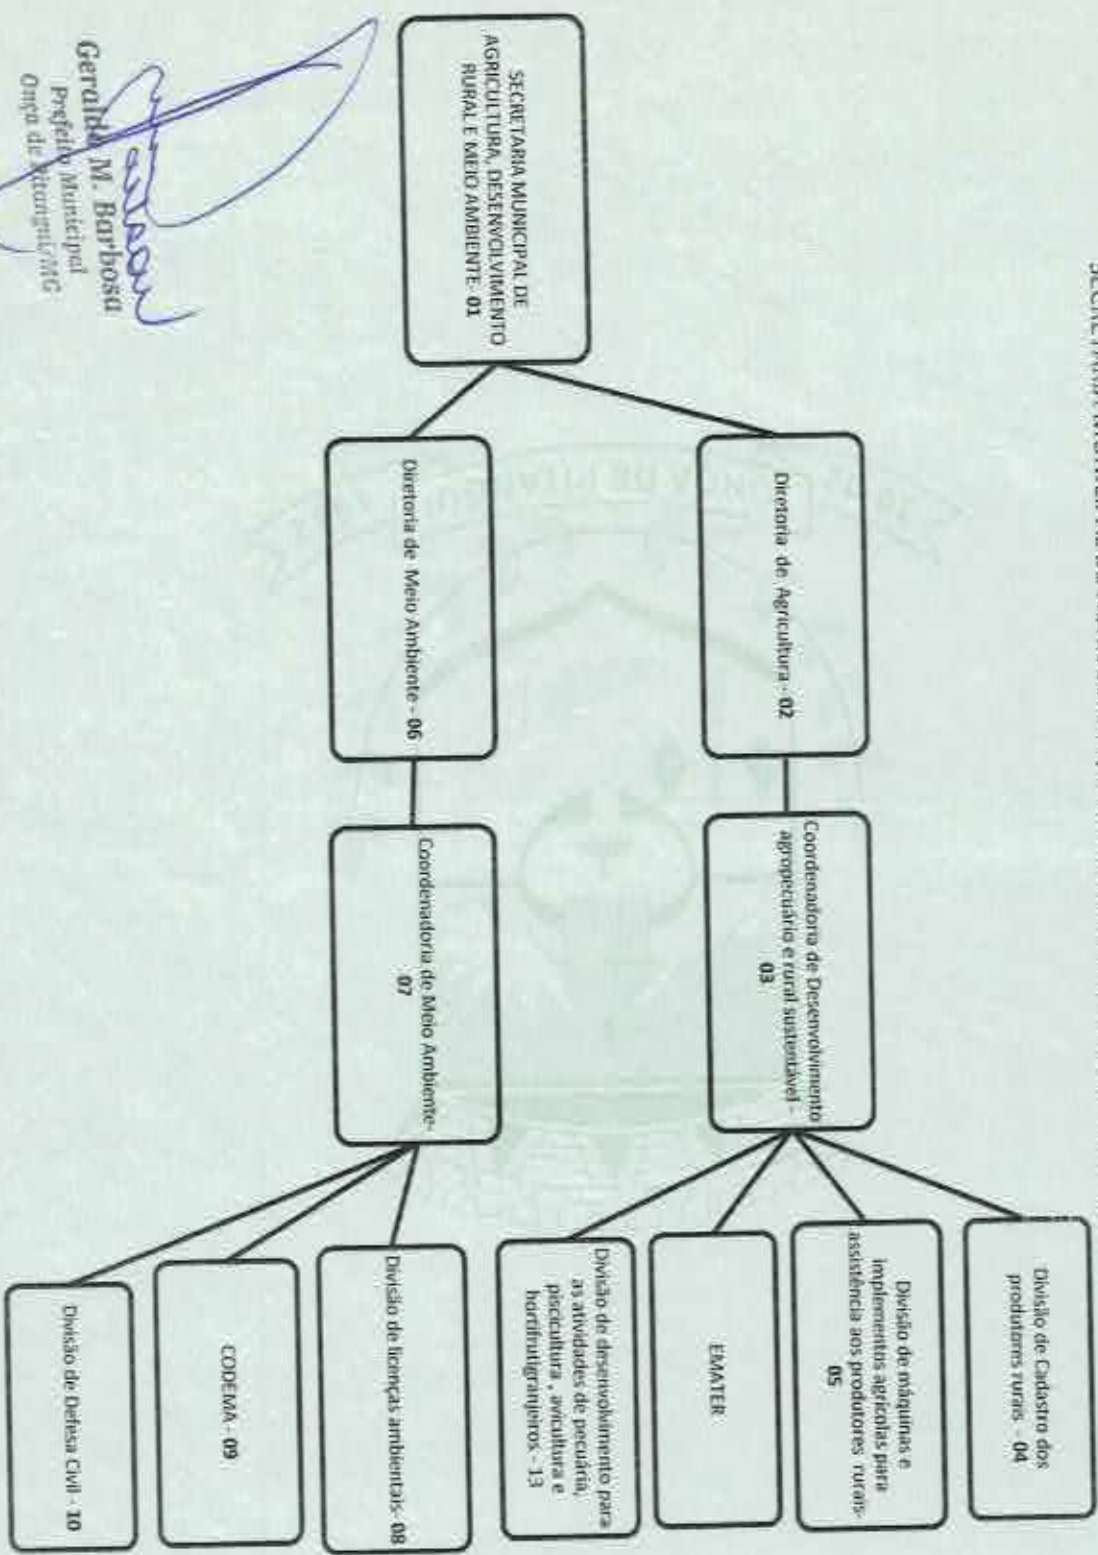 SECRETARIA MUNICIPAL DE
AGRICULTURA, DESENVOLVIMENTO
RURAL E MEIO AMBIENTE- 01
Diretoria de Agricultura - 02
Coordenadoria de Desenvolvimento
agropecuário e rural sustentável -
03
Divisão de Cadastro dos
produtores rurais - 04
Divisão de máquinas e
implementos agrícolas para
assistência aos produtores rurais-
05
EMATER
Divisão de desenvolvimento para
as atividades de pecuária,
piscicultura , avicultura e
hortifrutigranjeiros - 13
Diretoria de Meio Ambiente - 06
Coordenadoria de Meio Ambiente-
07
Divisão de licenças ambientais- 08
CODEMA - 09
Divisão de Defesa Civil - 10
Geraldo M. Barbosa
Prefeito Municipal
Onça de Pitangui/MG